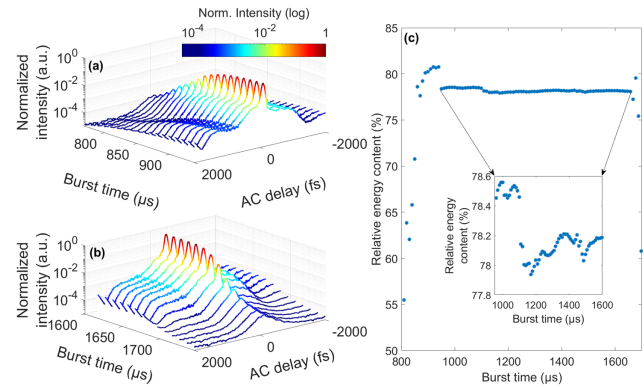 Norm. Intensity (log)
10^-4 10^-2 1
(a)
Normalized
intensity (a.u.)
10^0
10^-2
10^-4
800
850
900
Burst time (µs)
2000
0
-2000
AC delay (fs)
(b)
Normalized
intensity (a.u.)
10^0
10^-2
10^-4
1600
1650
1700
Burst time (µs)
2000
0
-2000
AC delay (fs)
(c)
Relative energy content (%)
85
80
75
70
65
60
55
50
800 1000 1200 1400 1600
Burst time (µs)
Relative energy
content (%)
78.6
78.4
78.2
78
77.8
1000 1200 1400 1600
Burst time (µs)